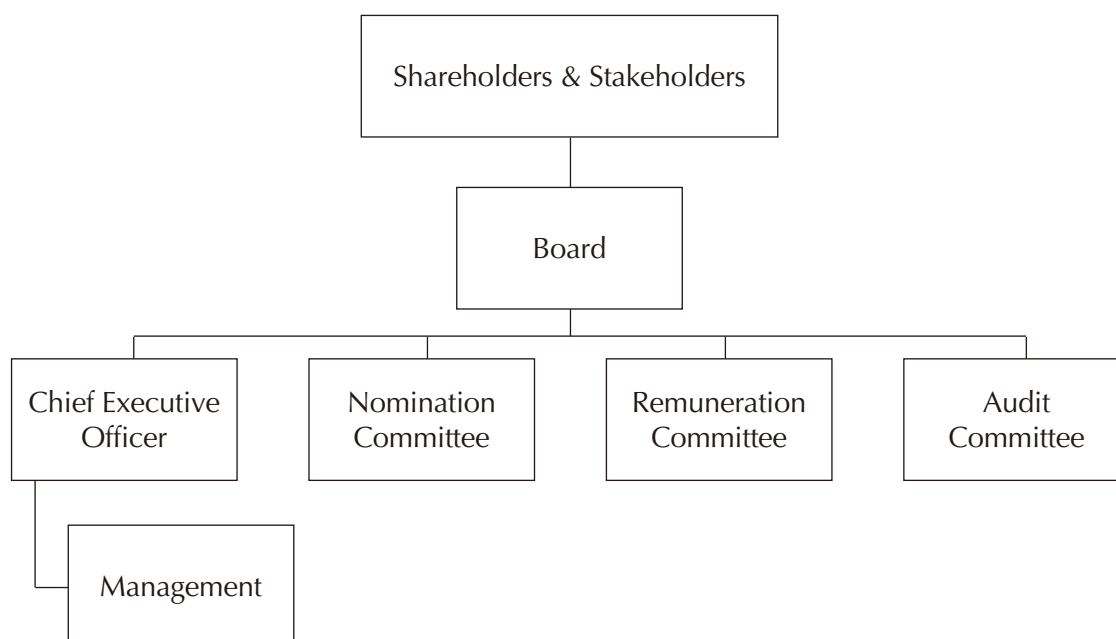 Shareholders & Stakeholders
Board
Chief Executive
Officer
Nomination
Committee
Remuneration
Committee
Audit
Committee
Management